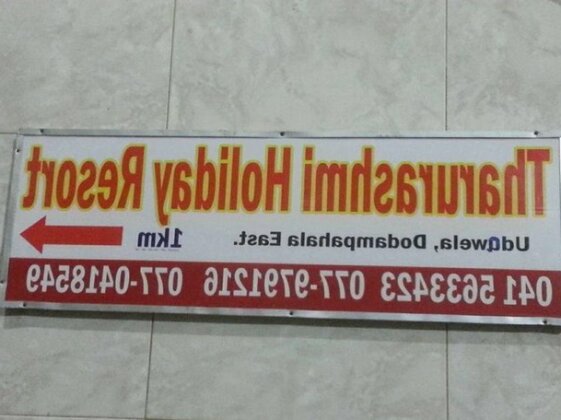 Tharurashmi Holiday Resort
Udawela, Dodampahala East. 1km
041 5633423 077-9791216 077-0418549